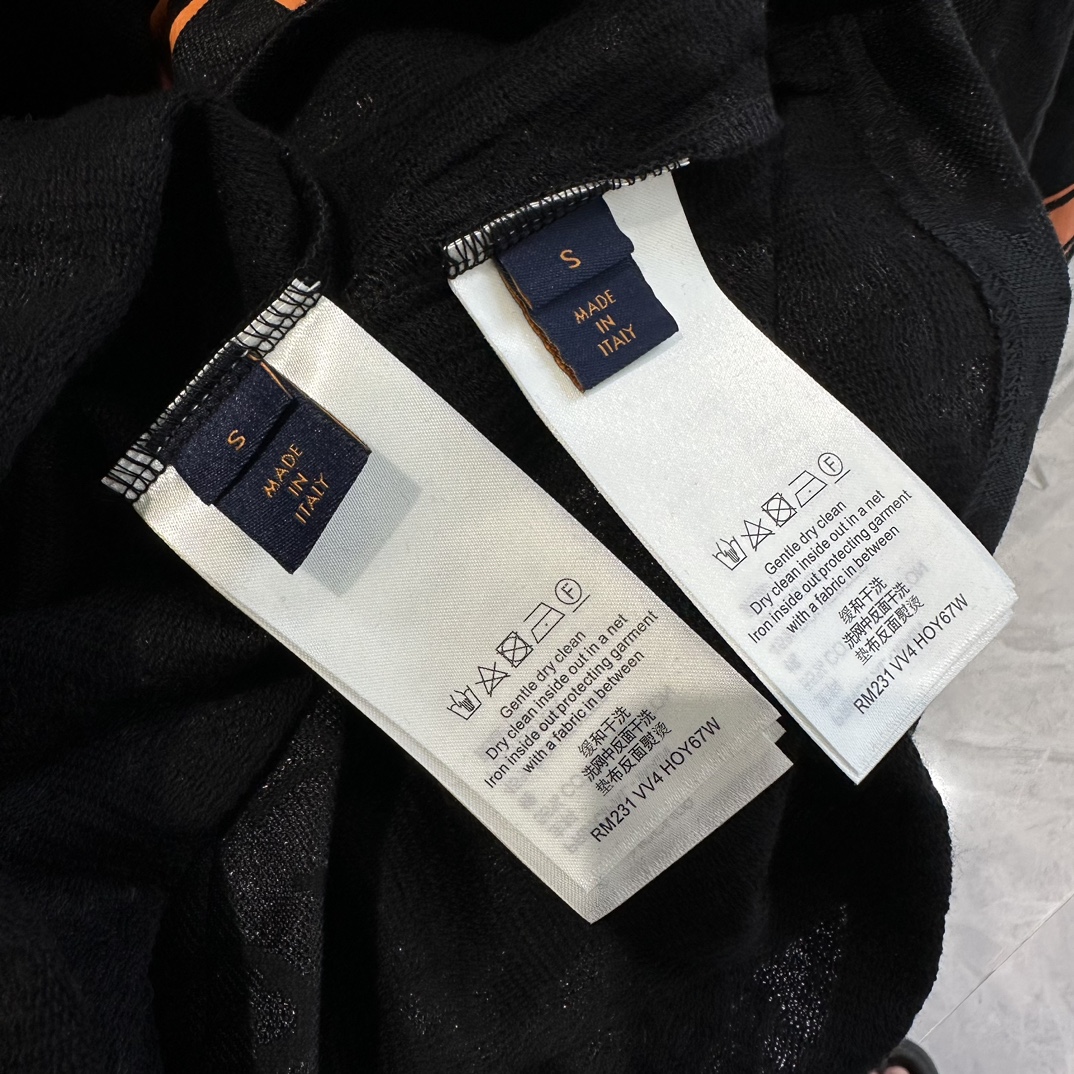 S
MADE
IN
ITALY
F
Gentle dry clean
Dry clean inside out in a net
Iron inside out protecting garment
with a fabric in between
缓和干洗
洗网中反面干洗
垫布反面熨烫
RM231 VV4 HOY67W
S
MADE
IN
ITALY
F
Gentle dry clean
Dry clean inside out in a net
Iron inside out protecting garment
with a fabric in between
缓和干洗
洗网中反面干洗
垫布反面熨烫
RM231 VV4 HOY67W